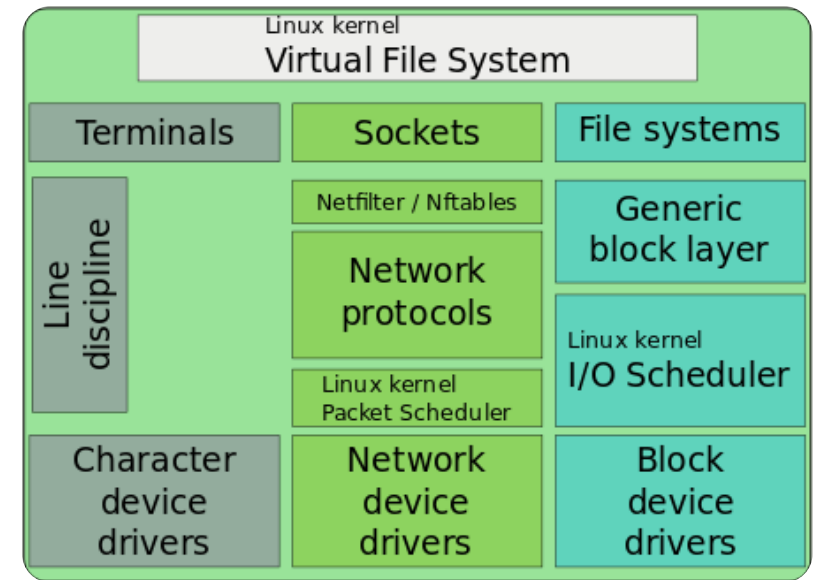 Linux kernel
Virtual File System
Terminals
Sockets
File systems
Line
discipline
Netfilter / Nftables
Network
protocols
Linux kernel
Packet Scheduler
Generic
block layer
Linux kernel
I/O Scheduler
Character
device
drivers
Network
device
drivers
Block
device
drivers